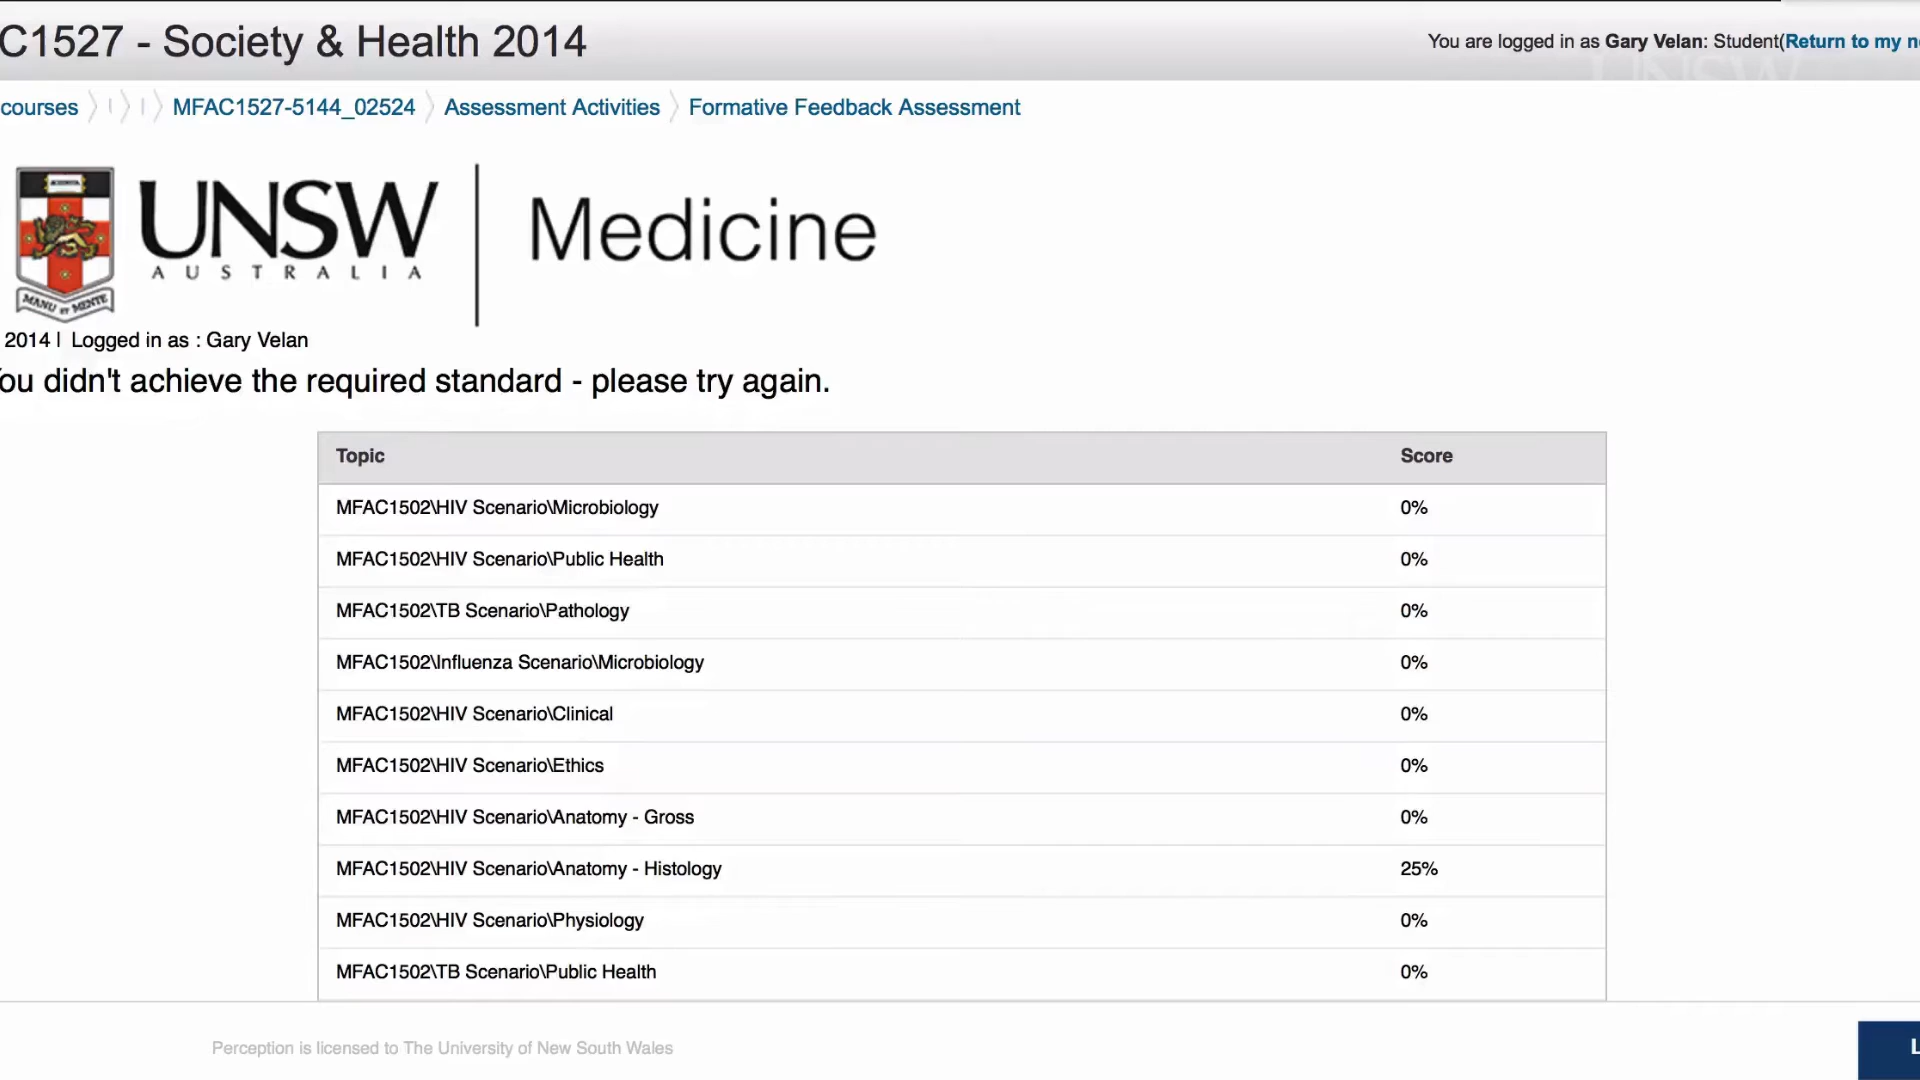 C1527 - Society & Health 2014
You are logged in as Gary Velan: Student(Return to my
courses MFAC1527-5144_02524 Assessment Activities Formative Feedback Assessment
UNSW
AUSTRALIA
Medicine
MANU ET MENTE
2014 | Logged in as : Gary Velan
ou didn't achieve the required standard - please try again.
Topic Score
MFAC1502\HIV Scenario\Microbiology 0%
MFAC1502\HIV Scenario\Public Health 0%
MFAC1502\TB Scenario\Pathology 0%
MFAC1502\Influenza Scenario\Microbiology 0%
MFAC1502\HIV Scenario\Clinical 0%
MFAC1502\HIV Scenario\Ethics 0%
MFAC1502\HIV Scenario\Anatomy - Gross 0%
MFAC1502\HIV Scenario\Anatomy - Histology 25%
MFAC1502\HIV Scenario\Physiology 0%
MFAC1502\TB Scenario\Public Health 0%
Perception is licensed to The University of New South Wales